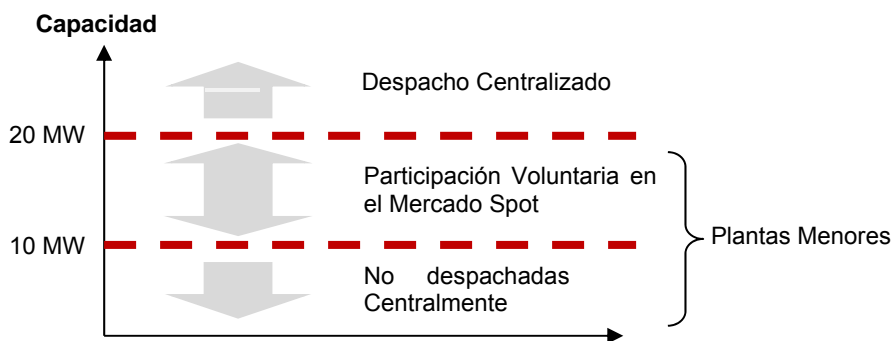 Capacidad
Despacho Centralizado
20 MW
Participación Voluntaria en
el Mercado Spot
Plantas Menores
10 MW
No despachadas
Centralmente